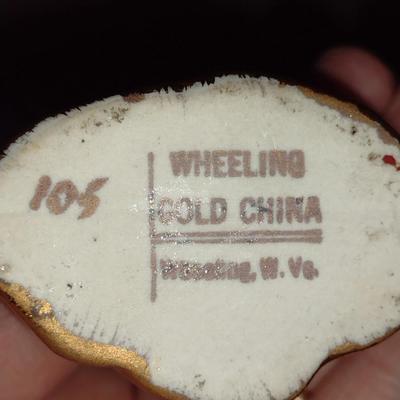 105
WHEELING
GOLD CHINA
Wheeling, W. Va.